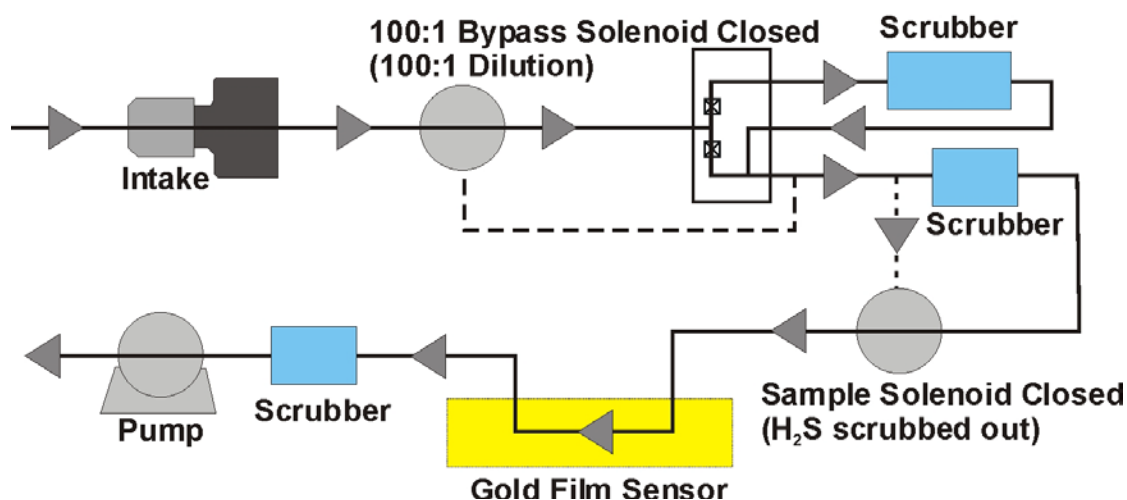 100:1 Bypass Solenoid Closed
(100:1 Dilution)
Scrubber
Intake
Scrubber
Pump
Scrubber
Sample Solenoid Closed
(H₂S scrubbed out)
Gold Film Sensor